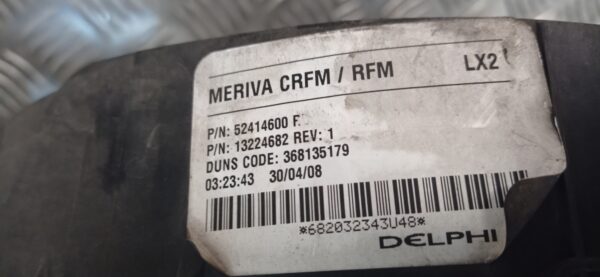 MERIVA CRFM / RFM LX2
P/N: 52414600 F.
P/N: 13224682 REV: 1
DUNS CODE: 368135179
03:23:43 30/04/08
*682032343U48*
DELPHI